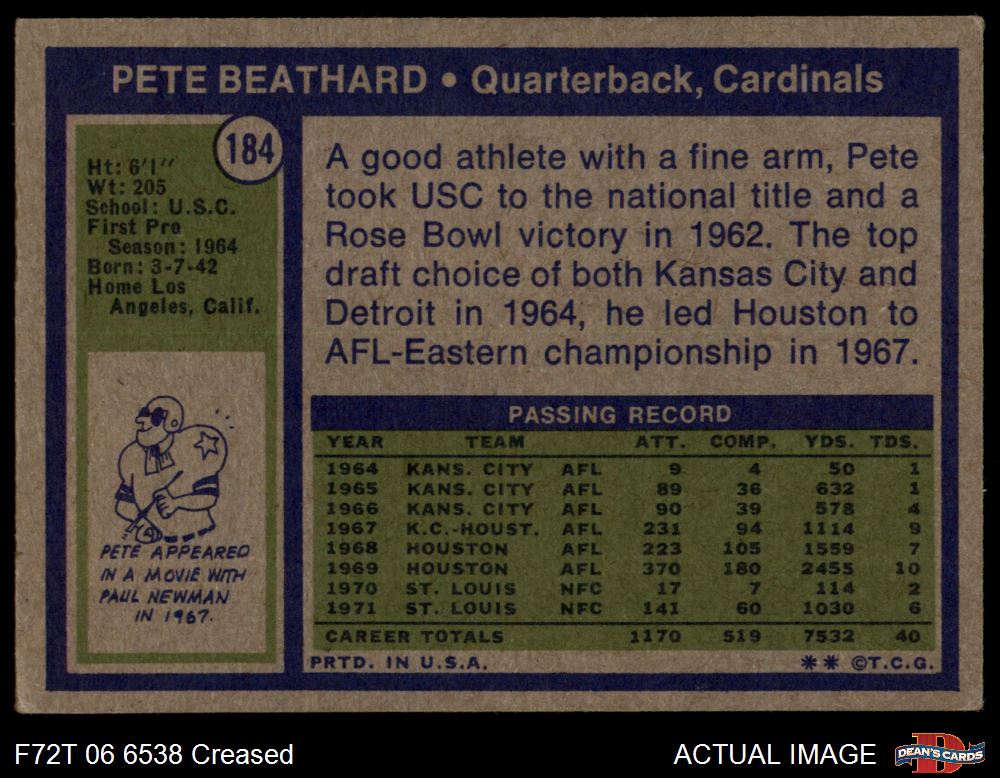 PETE BEATHARD • Quarterback, Cardinals
184
Ht: 6'1"
Wt: 205
School: U.S.C.
First Pro
Season: 1964
Born: 3-7-42
Home Los
Angeles, Calif.
PETE APPEARED
IN A MOVIE WITH
PAUL NEWMAN
IN 1967.
A good athlete with a fine arm, Pete
took USC to the national title and a
Rose Bowl victory in 1962. The top
draft choice of both Kansas City and
Detroit in 1964, he led Houston to
AFL-Eastern championship in 1967.
PASSING RECORD
YEAR TEAM ATT. COMP. YDS. TDS.
1964 KANS. CITY AFL 9 4 50 1
1965 KANS. CITY AFL 89 36 632 1
1966 KANS. CITY AFL 90 39 578 4
1967 K.C.-HOUST. AFL 231 94 1114 9
1968 HOUSTON AFL 223 105 1559 7
1969 HOUSTON AFL 370 180 2455 10
1970 ST. LOUIS NFC 17 7 114 2
1971 ST. LOUIS NFC 141 60 1030 6
CAREER TOTALS 1170 519 7532 40
PRTD. IN U.S.A. ** ©T.C.G.
F72T 06 6538 Creased
ACTUAL IMAGE
D
DEAN'S CARDS